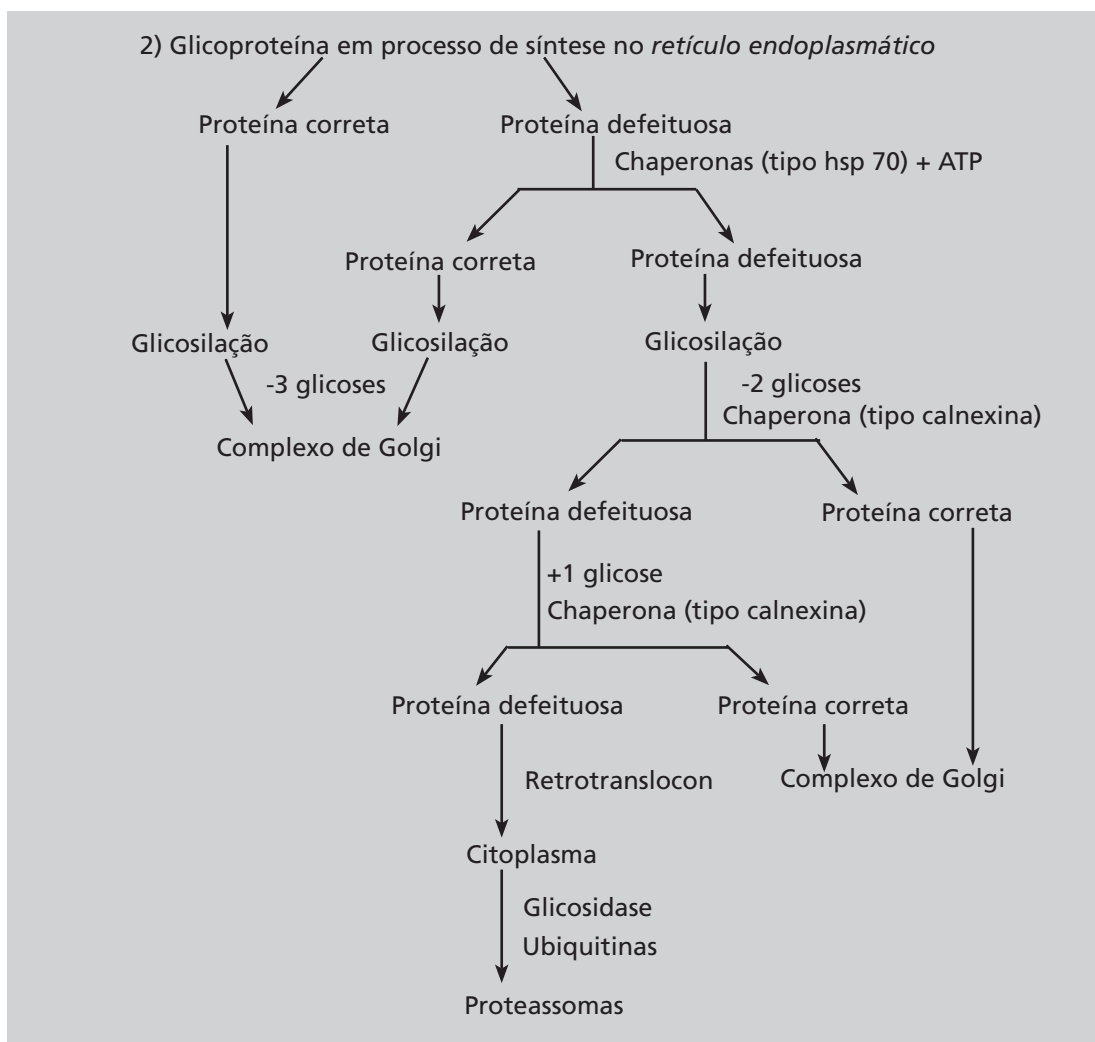 2) Glicoproteína em processo de síntese no retículo endoplasmático
Proteína correta
Proteína defeituosa
Chaperonas (tipo hsp 70) + ATP
Proteína correta
Proteína defeituosa
Glicosilação
Glicosilação
Glicosilação
-3 glicoses
-2 glicoses
Chaperona (tipo calnexina)
Complexo de Golgi
Proteína defeituosa
Proteína correta
+1 glicose
Chaperona (tipo calnexina)
Proteína defeituosa
Proteína correta
Retrotranslocon
Complexo de Golgi
Citoplasma
Glicosidase
Ubiquitinas
Proteassomas